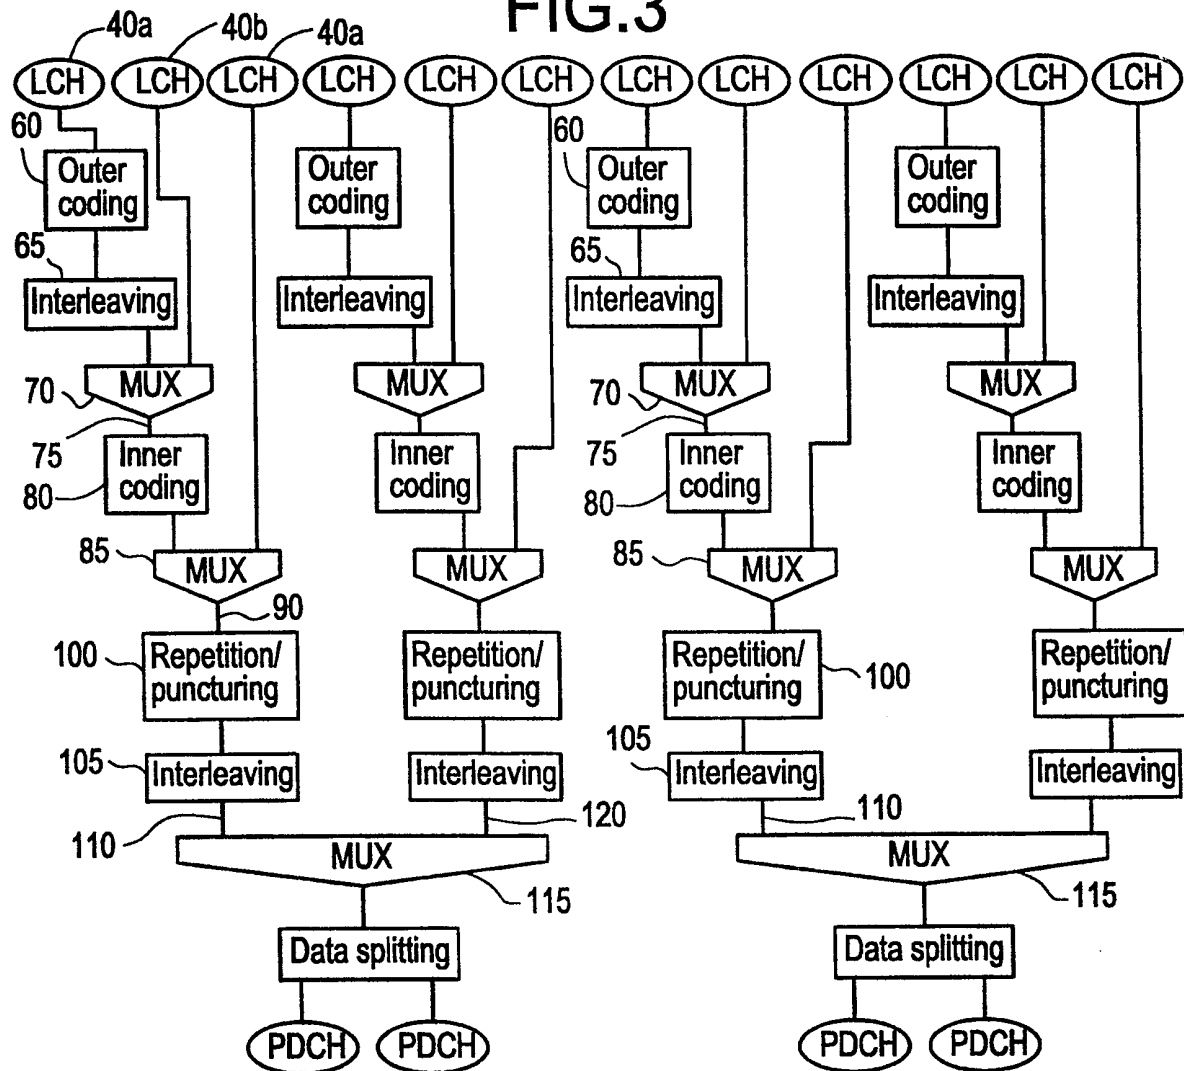 FIG.3
40a 40b 40a
LCH LCH LCH LCH LCH LCH LCH LCH LCH LCH LCH LCH
60 60
Outer coding Outer coding Outer coding Outer coding
65 65
Interleaving Interleaving Interleaving Interleaving
MUX MUX MUX MUX
70 70
75 75
Inner coding Inner coding Inner coding Inner coding
80 80
85 85
MUX MUX MUX MUX
90
100 Repetition/ puncturing Repetition/ puncturing Repetition/ puncturing 100 Repetition/ puncturing
105 105
Interleaving Interleaving Interleaving Interleaving
110 120 110
MUX MUX
115 115
Data splitting Data splitting
PDCH PDCH PDCH PDCH